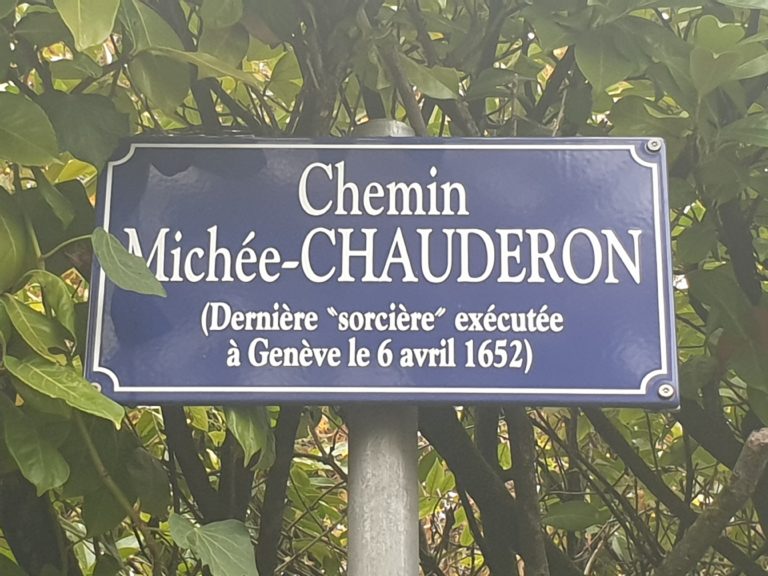 Chemin
Michée-CHAUDERON
(Dernière "sorcière" exécutée
à Genève le 6 avril 1652)